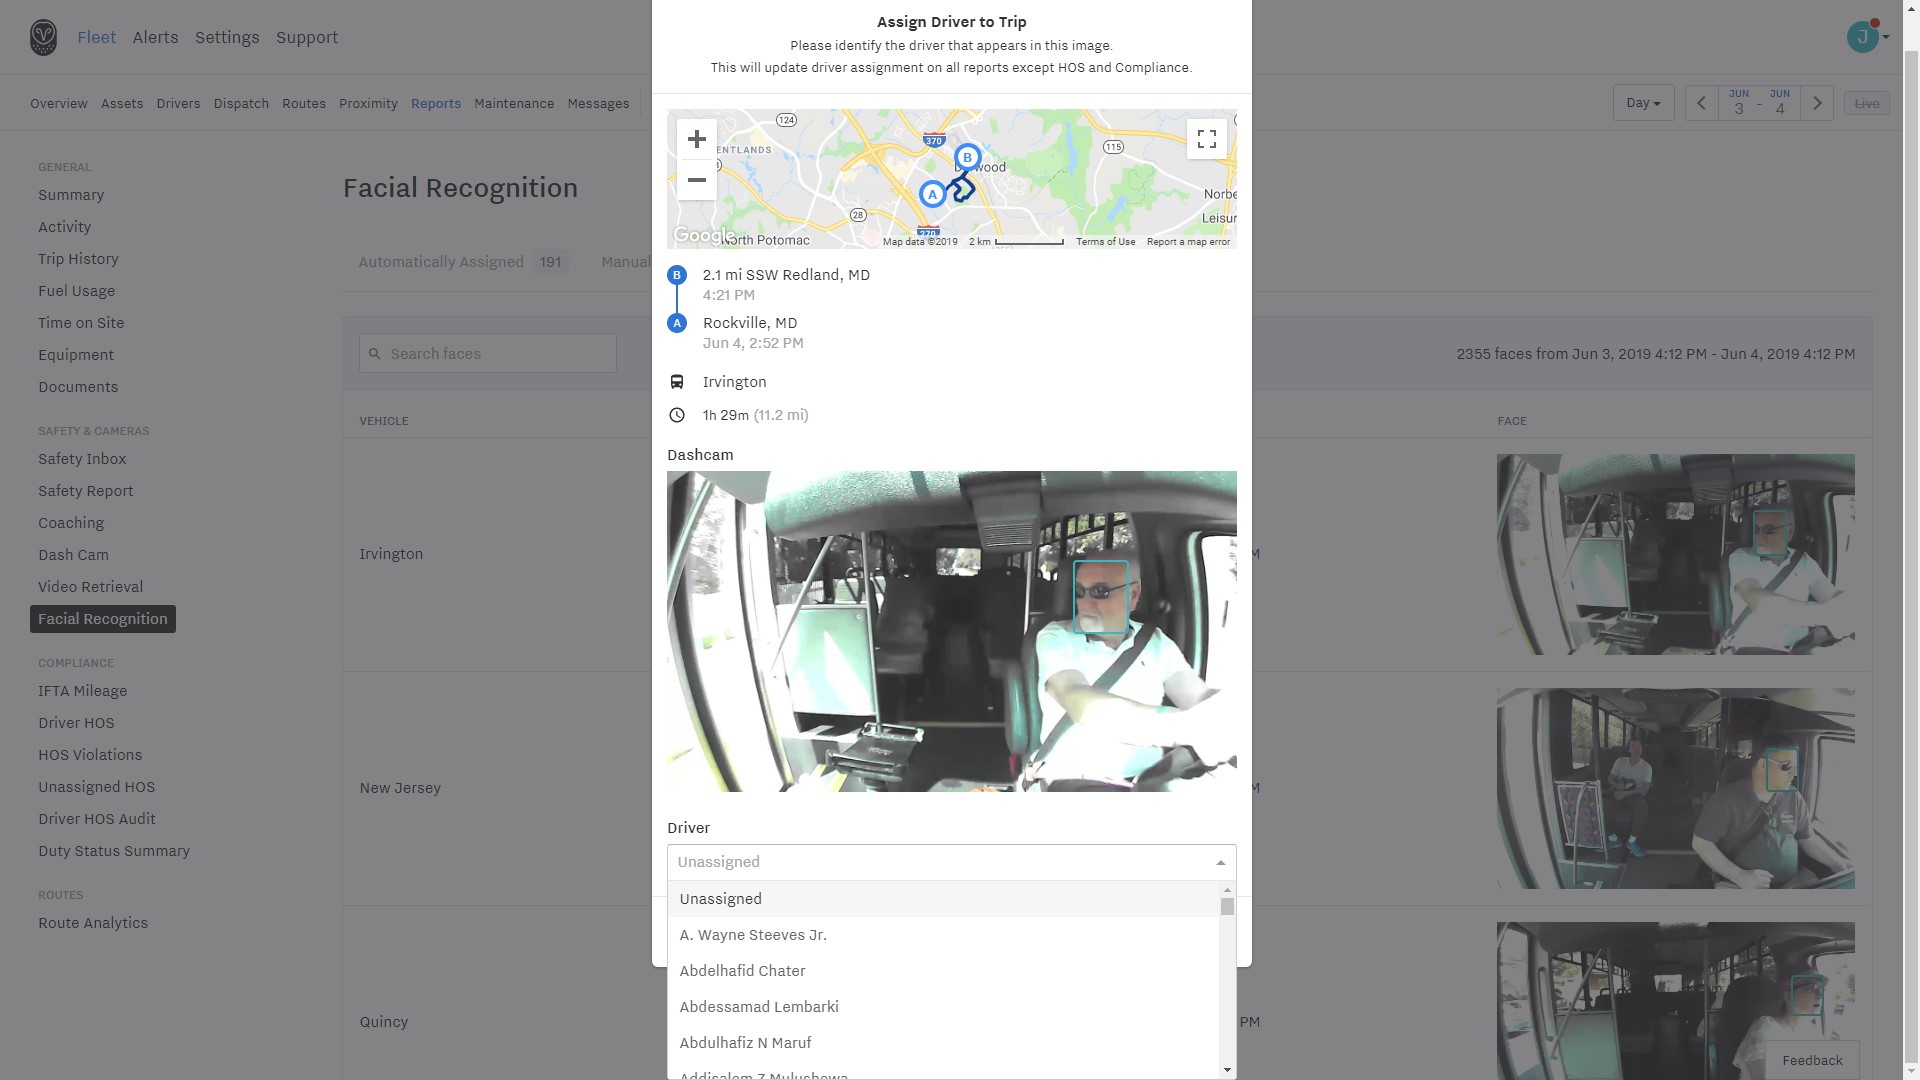 Fleet Alerts Settings Support
J
Overview Assets Drivers Dispatch Routes Proximity Reports Maintenance Messages
Day
JUN 3 - JUN 4
Live
GENERAL
Summary
Activity
Trip History
Fuel Usage
Time on Site
Equipment
Documents
SAFETY & CAMERAS
Safety Inbox
Safety Report
Coaching
Dash Cam
Video Retrieval
Facial Recognition
COMPLIANCE
IFTA Mileage
Driver HOS
HOS Violations
Unassigned HOS
Driver HOS Audit
Duty Status Summary
ROUTES
Route Analytics
Facial Recognition
Automatically Assigned 191 Manual
Search faces
2355 faces from Jun 3, 2019 4:12 PM - Jun 4, 2019 4:12 PM
VEHICLE FACE
Irvington
New Jersey
Quincy PM
Assign Driver to Trip
Please identify the driver that appears in this image.
This will update driver assignment on all reports except HOS and Compliance.
124
370
115
B
A
28
270
North Potomac
Google
Map data ©2019 2 km Terms of Use Report a map error
B 2.1 mi SSW Redland, MD
4:21 PM
A Rockville, MD
Jun 4, 2:52 PM
Irvington
1h 29m (11.2 mi)
Dashcam
Driver
Unassigned
Unassigned
A. Wayne Steeves Jr.
Abdelhafid Chater
Abdessamad Lembarki
Abdulhafiz N Maruf
Feedback